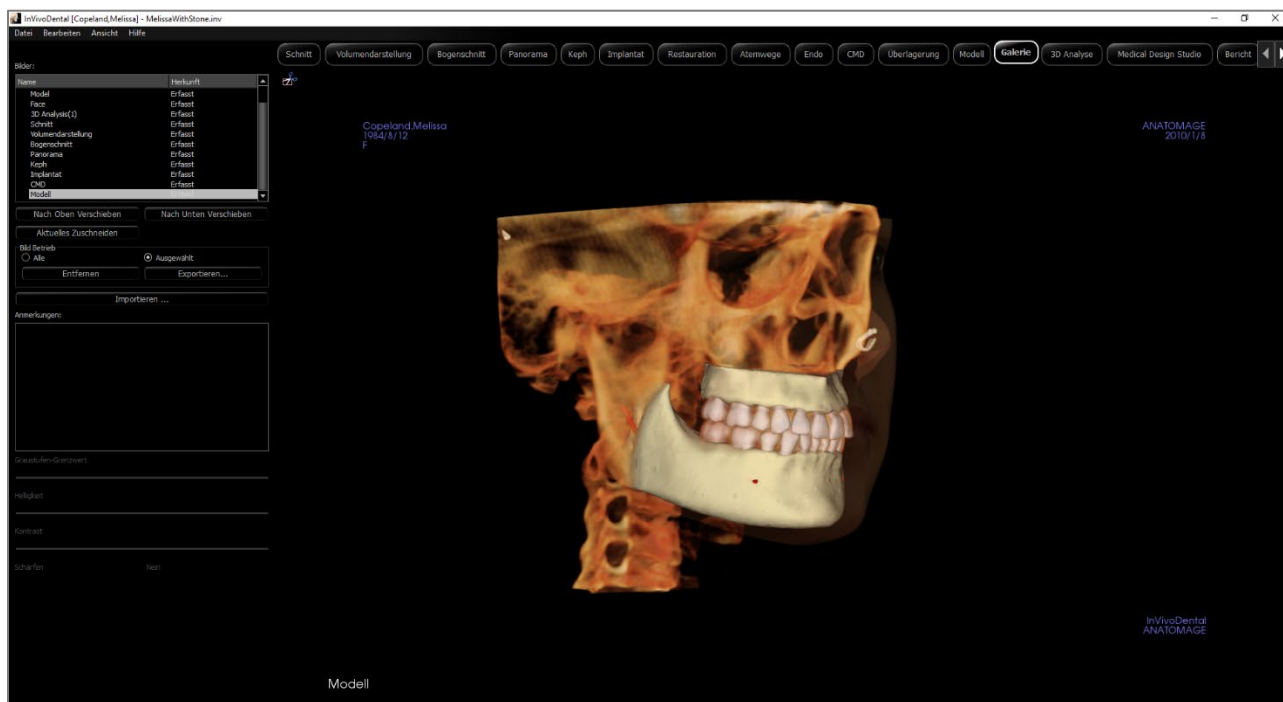 InVivoDental [Copeland,Melissa] - MelissaWithStone.inv
Datei Bearbeiten Ansicht Hilfe
Schnitt Volumendarstellung Bogenschnitt Panorama Keph Implantat Restauration Atemwege Endo CMD Überlagerung Modell Galerie 3D Analyse Medical Design Studio Bericht
Bilder:
Name Herkunft
Model Erfasst
Face Erfasst
3D Analysis(1) Erfasst
Schnitt Erfasst
Volumendarstellung Erfasst
Bogenschnitt Erfasst
Panorama Erfasst
Keph Erfasst
Implantat Erfasst
CMD Erfasst
Modell
Nach Oben Verschieben Nach Unten Verschieben
Aktuelles Zuschneiden
Bild Betrieb
Alle Ausgewählt
Entfernen Exportieren...
Importieren ...
Anmerkungen:
Graustufen-Grenzwert
Helligkeit
Kontrast
Schärfen Nein
Copeland,Melissa
1984/8/12
F
ANATOMAGE
2010/1/8
InVivoDental
ANATOMAGE
Modell